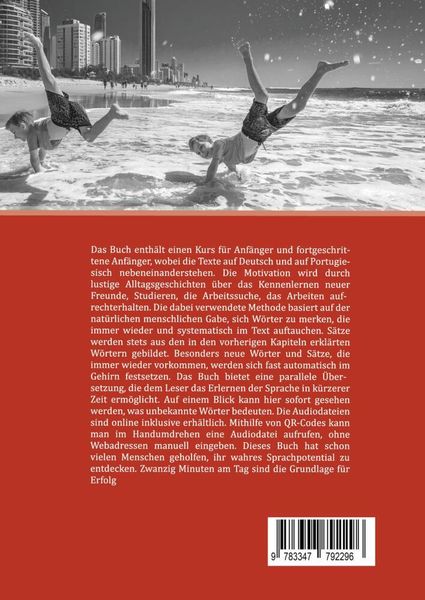 Das Buch enthält einen Kurs für Anfänger und fortgeschrit-
tene Anfänger, wobei die Texte auf Deutsch und auf Portugie-
sisch nebeneinanderstehen. Die Motivation wird durch
lustige Alltagsgeschichten über das Kennenlernen neuer
Freunde, Studieren, die Arbeitssuche, das Arbeiten auf-
rechterhalten. Die dabei verwendete Methode basiert auf der
natürlichen menschlichen Gabe, sich Wörter zu merken, die
immer wieder und systematisch im Text auftauchen. Sätze
werden stets aus den in den vorherigen Kapiteln erklärten
Wörtern gebildet. Besonders neue Wörter und Sätze, die
immer wieder vorkommen, werden sich fast automatisch im
Gehirn festsetzen. Das Buch bietet eine parallele Über-
setzung, die dem Leser das Erlernen der Sprache in kürzerer
Zeit ermöglicht. Auf einem Blick kann hier sofort gesehen
werden, was unbekannte Wörter bedeuten. Die Audiodateien
sind online inklusive erhältlich. Mithilfe von QR-Codes kann
man im Handumdrehen eine Audiodatei aufrufen, ohne
Webadressen manuell eingeben. Dieses Buch hat schon
vielen Menschen geholfen, ihr wahres Sprachpotential zu
entdecken. Zwanzig Minuten am Tag sind die Grundlage für
Erfolg
9 783347 792296